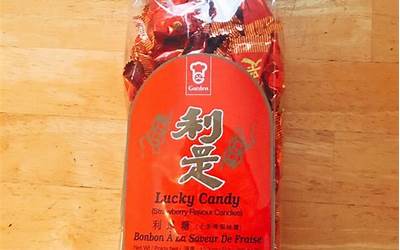 Garden
利是
Lucky Candy
(Strawberry Flavour Candies)
利是糖
Bonbon À La Saveur De Fraise